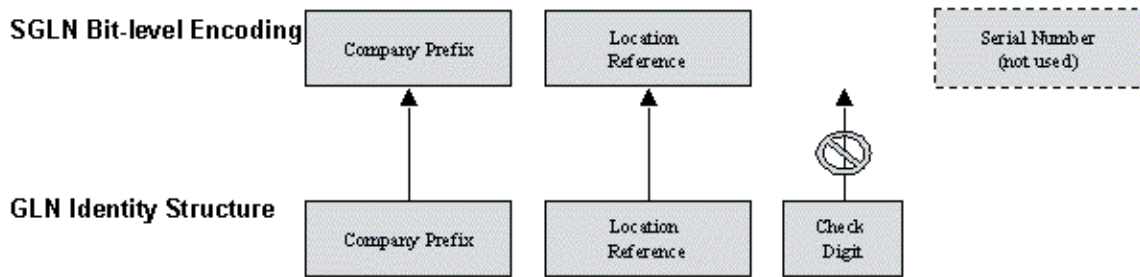 SGLN Bit-level Encoding
Company Prefix
Location
Reference
Serial Number
(not used)
GLN Identity Structure
Company Prefix
Location
Reference
Check
Digit